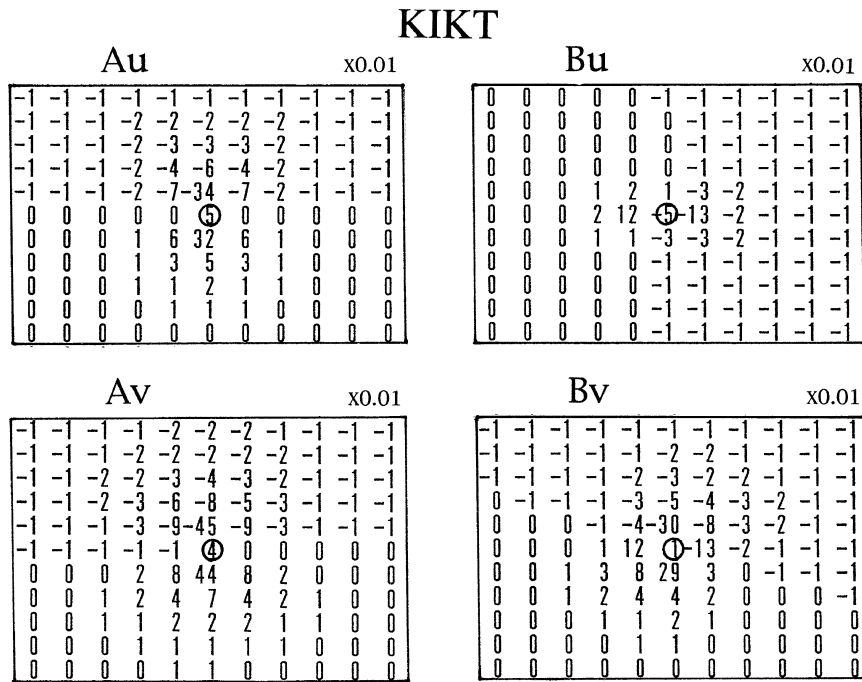 KIKT
Au x0.01
-1 -1 -1 -1 -1 -1 -1 -1 -1 -1 -1
-1 -1 -1 -2 -2 -2 -2 -2 -1 -1 -1
-1 -1 -1 -2 -3 -3 -3 -2 -1 -1 -1
-1 -1 -1 -2 -4 -6 -4 -2 -1 -1 -1
-1 -1 -1 -2 -7 -34 -7 -2 -1 -1 -1
0 0 0 0 0 5 0 0 0 0 0
0 0 0 1 6 32 6 1 0 0 0
0 0 0 1 3 5 3 1 0 0 0
0 0 0 1 1 2 1 1 0 0 0
0 0 0 0 1 1 1 0 0 0 0
0 0 0 0 0 0 0 0 0 0 0
Bu x0.01
0 0 0 0 0 -1 -1 -1 -1 -1 -1
0 0 0 0 0 0 -1 -1 -1 -1 -1
0 0 0 0 0 0 -1 -1 -1 -1 -1
0 0 0 0 0 0 -1 -1 -1 -1 -1
0 0 0 1 2 1 -3 -2 -1 -1 -1
0 0 0 2 12 -5 -13 -2 -1 -1 -1
0 0 0 1 1 -3 -3 -2 -1 -1 -1
0 0 0 0 0 -1 -1 -1 -1 -1 -1
0 0 0 0 0 -1 -1 -1 -1 -1 -1
0 0 0 0 0 -1 -1 -1 -1 -1 -1
0 0 0 0 0 -1 -1 -1 -1 -1 -1
Av x0.01
-1 -1 -1 -1 -2 -2 -2 -1 -1 -1 -1
-1 -1 -1 -2 -2 -2 -2 -2 -1 -1 -1
-1 -1 -2 -2 -3 -4 -3 -2 -1 -1 -1
-1 -1 -2 -3 -6 -8 -5 -3 -1 -1 -1
-1 -1 -1 -3 -9 -45 -9 -3 -1 -1 -1
-1 -1 -1 -1 -1 4 0 0 0 0 0
0 0 0 2 8 44 8 2 0 0 0
0 0 1 2 4 7 4 2 1 0 0
0 0 1 1 2 2 2 1 1 0 0
0 0 0 1 1 1 1 1 0 0 0
0 0 0 0 1 1 0 0 0 0 0
Bv x0.01
-1 -1 -1 -1 -1 -1 -1 -1 -1 -1 -1
-1 -1 -1 -1 -1 -2 -2 -1 -1 -1 -1
-1 -1 -1 -1 -2 -3 -2 -2 -1 -1 -1
0 -1 -1 -1 -3 -5 -4 -3 -2 -1 -1
0 0 0 -1 -4 -30 -8 -3 -2 -1 -1
0 0 0 1 12 1 -13 -2 -1 -1 -1
0 0 1 3 8 29 3 0 -1 -1 -1
0 0 1 2 4 4 2 0 0 0 -1
0 0 0 1 1 2 1 0 0 0 0
0 0 0 0 1 1 0 0 0 0 0
0 0 0 0 0 0 0 0 0 0 0